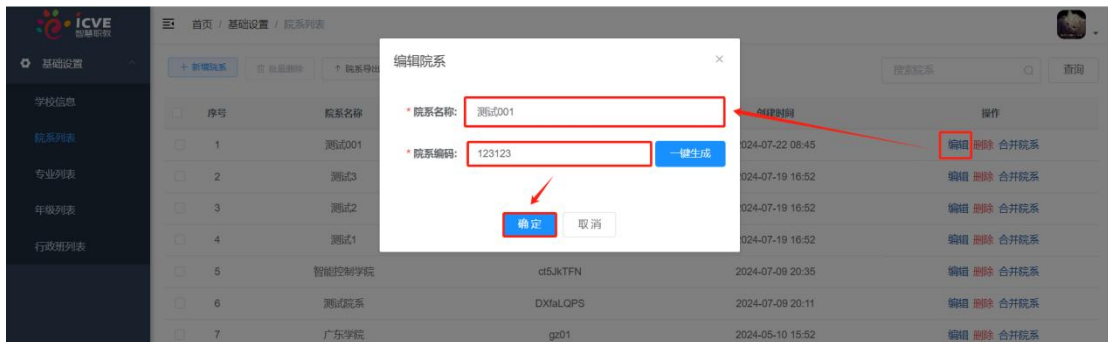 icve
智慧职教
首页 / 基础设置 / 院系列表
基础设置
学校信息
院系列表
专业列表
年级列表
行政班列表
+ 新增院系 批量删除 院系导出
搜索院系 查询
序号 院系名称 创建时间 操作
1 测试001 2024-07-22 08:45 编辑 删除 合并院系
2 测试3 2024-07-19 16:52 编辑 删除 合并院系
3 测试2 024-07-19 16:52 编辑 删除 合并院系
4 测试1 024-07-19 16:52 编辑 删除 合并院系
5 智能控制学院 ct5JkTFN 2024-07-09 20:35 编辑 删除 合并院系
6 测试院系 DXfaLQPS 2024-07-09 20:11 编辑 删除 合并院系
7 广东学院 gz01 2024-05-10 15:52 编辑 删除 合并院系
编辑院系 ×
* 院系名称: 测试001
* 院系编码: 123123 一键生成
确定 取消